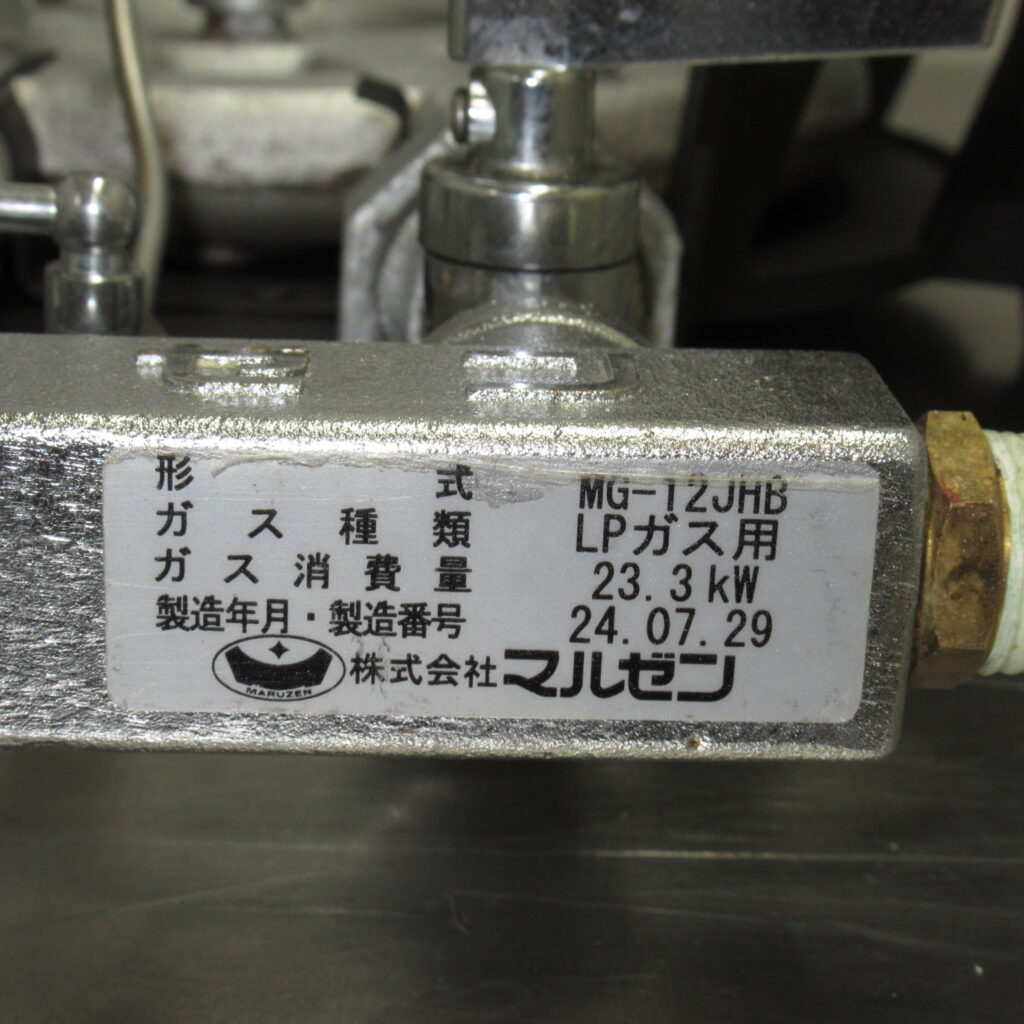 形式 MG-12JHB
ガス種類 LPガス用
ガス消費量 23.3kW
製造年月・製造番号 24.07.29
MARUZEN 株式会社マルゼン